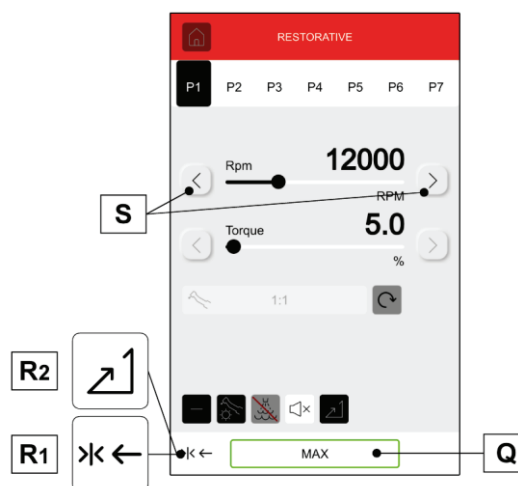 RESTORATIVE
P1 P2 P3 P4 P5 P6 P7
Rpm 12000
RPM
S
Torque 5.0
%
1:1
R2
R1
MAX
Q